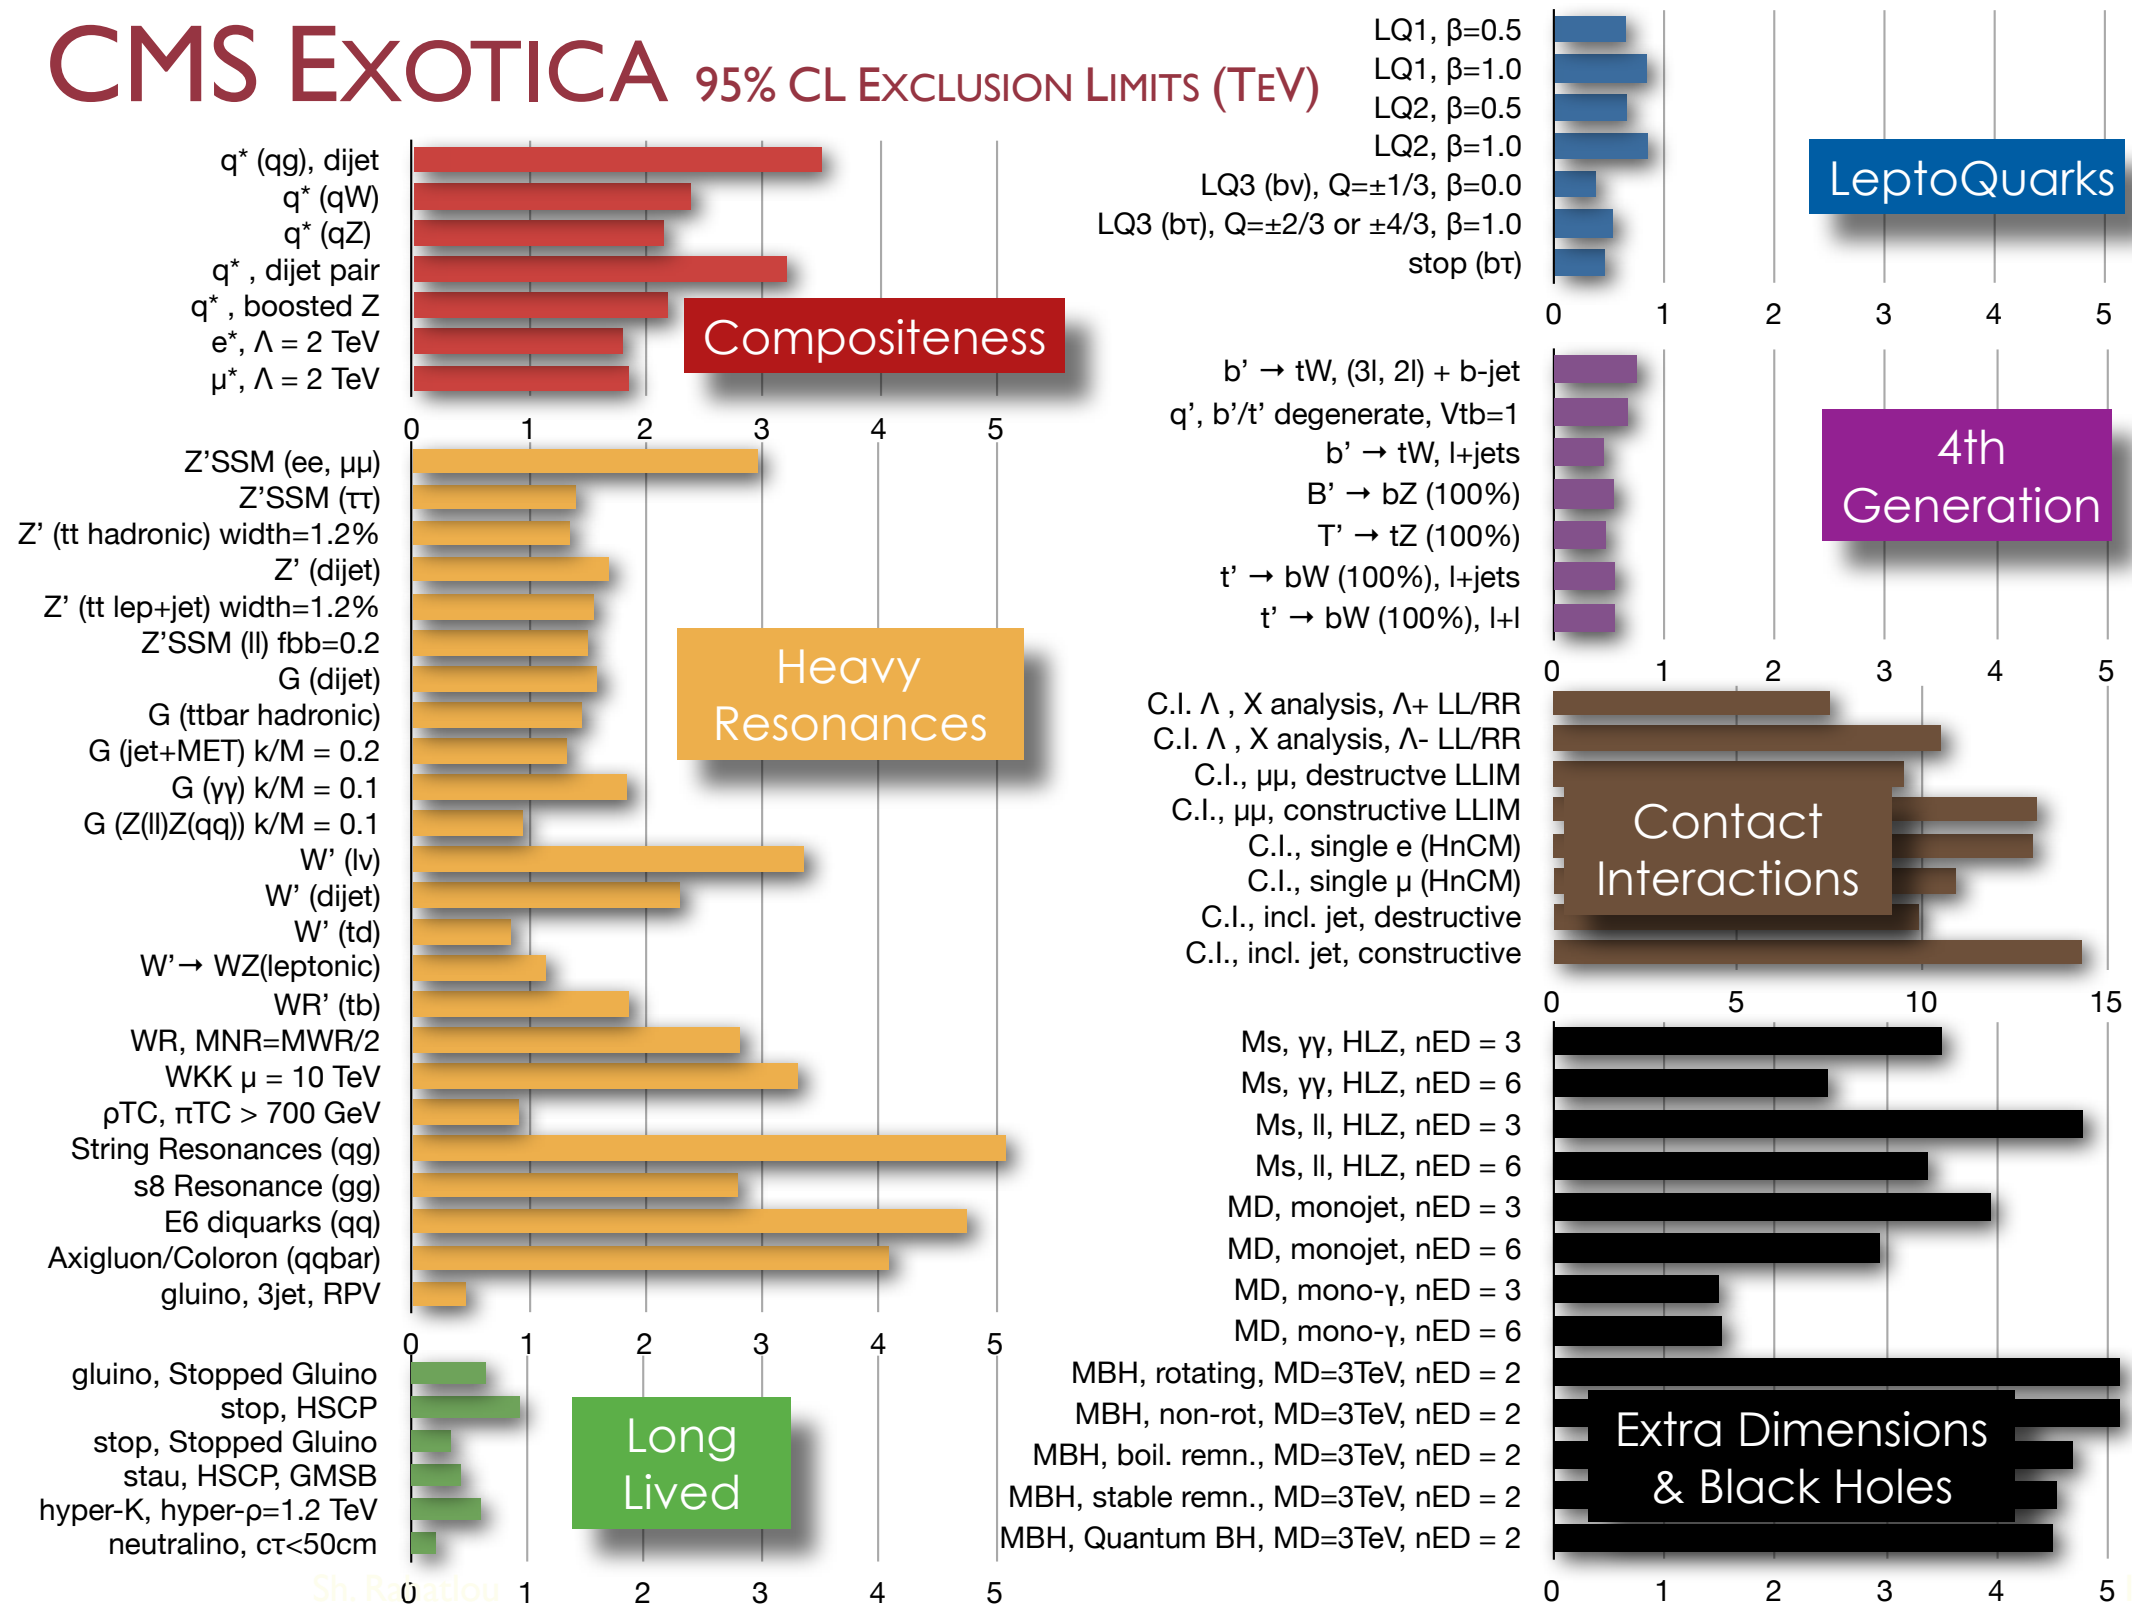 CMS EXOTICA 95% CL EXCLUSION LIMITS (TEV)
q* (qg), dijet
q* (qW)
q* (qZ)
q* , dijet pair
q* , boosted Z
e*, Λ = 2 TeV
μ*, Λ = 2 TeV
Compositeness
0 1 2 3 4 5
Z’SSM (ee, μμ)
Z’SSM (ττ)
Z’ (tt hadronic) width=1.2%
Z’ (dijet)
Z’ (tt lep+jet) width=1.2%
Z’SSM (ll) fbb=0.2
G (dijet)
G (ttbar hadronic)
G (jet+MET) k/M = 0.2
G (γγ) k/M = 0.1
G (Z(ll)Z(qq)) k/M = 0.1
W’ (lν)
W’ (dijet)
W’ (td)
W’→ WZ(leptonic)
WR’ (tb)
WR, MNR=MWR/2
WKK μ = 10 TeV
ρTC, πTC > 700 GeV
String Resonances (qg)
s8 Resonance (gg)
E6 diquarks (qq)
Axigluon/Coloron (qqbar)
gluino, 3jet, RPV
Heavy
Resonances
0 1 2 3 4 5
gluino, Stopped Gluino
stop, HSCP
stop, Stopped Gluino
stau, HSCP, GMSB
hyper-K, hyper-ρ=1.2 TeV
neutralino, cτ<50cm
Long
Lived
0 1 2 3 4 5
LQ1, β=0.5
LQ1, β=1.0
LQ2, β=0.5
LQ2, β=1.0
LQ3 (bν), Q=±1/3, β=0.0
LQ3 (bτ), Q=±2/3 or ±4/3, β=1.0
stop (bτ)
LeptoQuarks
0 1 2 3 4 5
b’ → tW, (3l, 2l) + b-jet
q’, b’/t’ degenerate, Vtb=1
b’ → tW, l+jets
B’ → bZ (100%)
T’ → tZ (100%)
t’ → bW (100%), l+jets
t’ → bW (100%), l+l
4th
Generation
0 1 2 3 4 5
C.I. Λ , X analysis, Λ+ LL/RR
C.I. Λ , X analysis, Λ- LL/RR
C.I., μμ, destructve LLIM
C.I., μμ, constructive LLIM
C.I., single e (HnCM)
C.I., single μ (HnCM)
C.I., incl. jet, destructive
C.I., incl. jet, constructive
Contact
Interactions
0 5 10 15
Ms, γγ, HLZ, nED = 3
Ms, γγ, HLZ, nED = 6
Ms, ll, HLZ, nED = 3
Ms, ll, HLZ, nED = 6
MD, monojet, nED = 3
MD, monojet, nED = 6
MD, mono-γ, nED = 3
MD, mono-γ, nED = 6
MBH, rotating, MD=3TeV, nED = 2
MBH, non-rot, MD=3TeV, nED = 2
MBH, boil. remn., MD=3TeV, nED = 2
MBH, stable remn., MD=3TeV, nED = 2
MBH, Quantum BH, MD=3TeV, nED = 2
Extra Dimensions
& Black Holes
0 1 2 3 4 5
Sh.